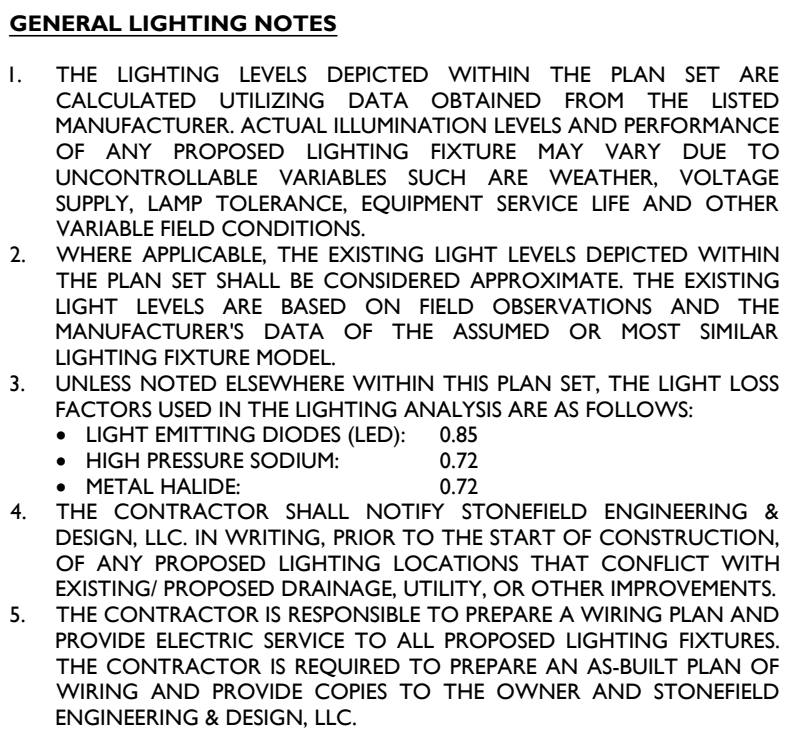 GENERAL LIGHTING NOTES
1. THE LIGHTING LEVELS DEPICTED WITHIN THE PLAN SET ARE
CALCULATED UTILIZING DATA OBTAINED FROM THE LISTED
MANUFACTURER. ACTUAL ILLUMINATION LEVELS AND PERFORMANCE
OF ANY PROPOSED LIGHTING FIXTURE MAY VARY DUE TO
UNCONTROLLABLE VARIABLES SUCH ARE WEATHER, VOLTAGE
SUPPLY, LAMP TOLERANCE, EQUIPMENT SERVICE LIFE AND OTHER
VARIABLE FIELD CONDITIONS.
2. WHERE APPLICABLE, THE EXISTING LIGHT LEVELS DEPICTED WITHIN
THE PLAN SET SHALL BE CONSIDERED APPROXIMATE. THE EXISTING
LIGHT LEVELS ARE BASED ON FIELD OBSERVATIONS AND THE
MANUFACTURER'S DATA OF THE ASSUMED OR MOST SIMILAR
LIGHTING FIXTURE MODEL.
3. UNLESS NOTED ELSEWHERE WITHIN THIS PLAN SET, THE LIGHT LOSS
FACTORS USED IN THE LIGHTING ANALYSIS ARE AS FOLLOWS:
• LIGHT EMITTING DIODES (LED): 0.85
• HIGH PRESSURE SODIUM: 0.72
• METAL HALIDE: 0.72
4. THE CONTRACTOR SHALL NOTIFY STONEFIELD ENGINEERING &
DESIGN, LLC. IN WRITING, PRIOR TO THE START OF CONSTRUCTION,
OF ANY PROPOSED LIGHTING LOCATIONS THAT CONFLICT WITH
EXISTING/ PROPOSED DRAINAGE, UTILITY, OR OTHER IMPROVEMENTS.
5. THE CONTRACTOR IS RESPONSIBLE TO PREPARE A WIRING PLAN AND
PROVIDE ELECTRIC SERVICE TO ALL PROPOSED LIGHTING FIXTURES.
THE CONTRACTOR IS REQUIRED TO PREPARE AN AS-BUILT PLAN OF
WIRING AND PROVIDE COPIES TO THE OWNER AND STONEFIELD
ENGINEERING & DESIGN, LLC.